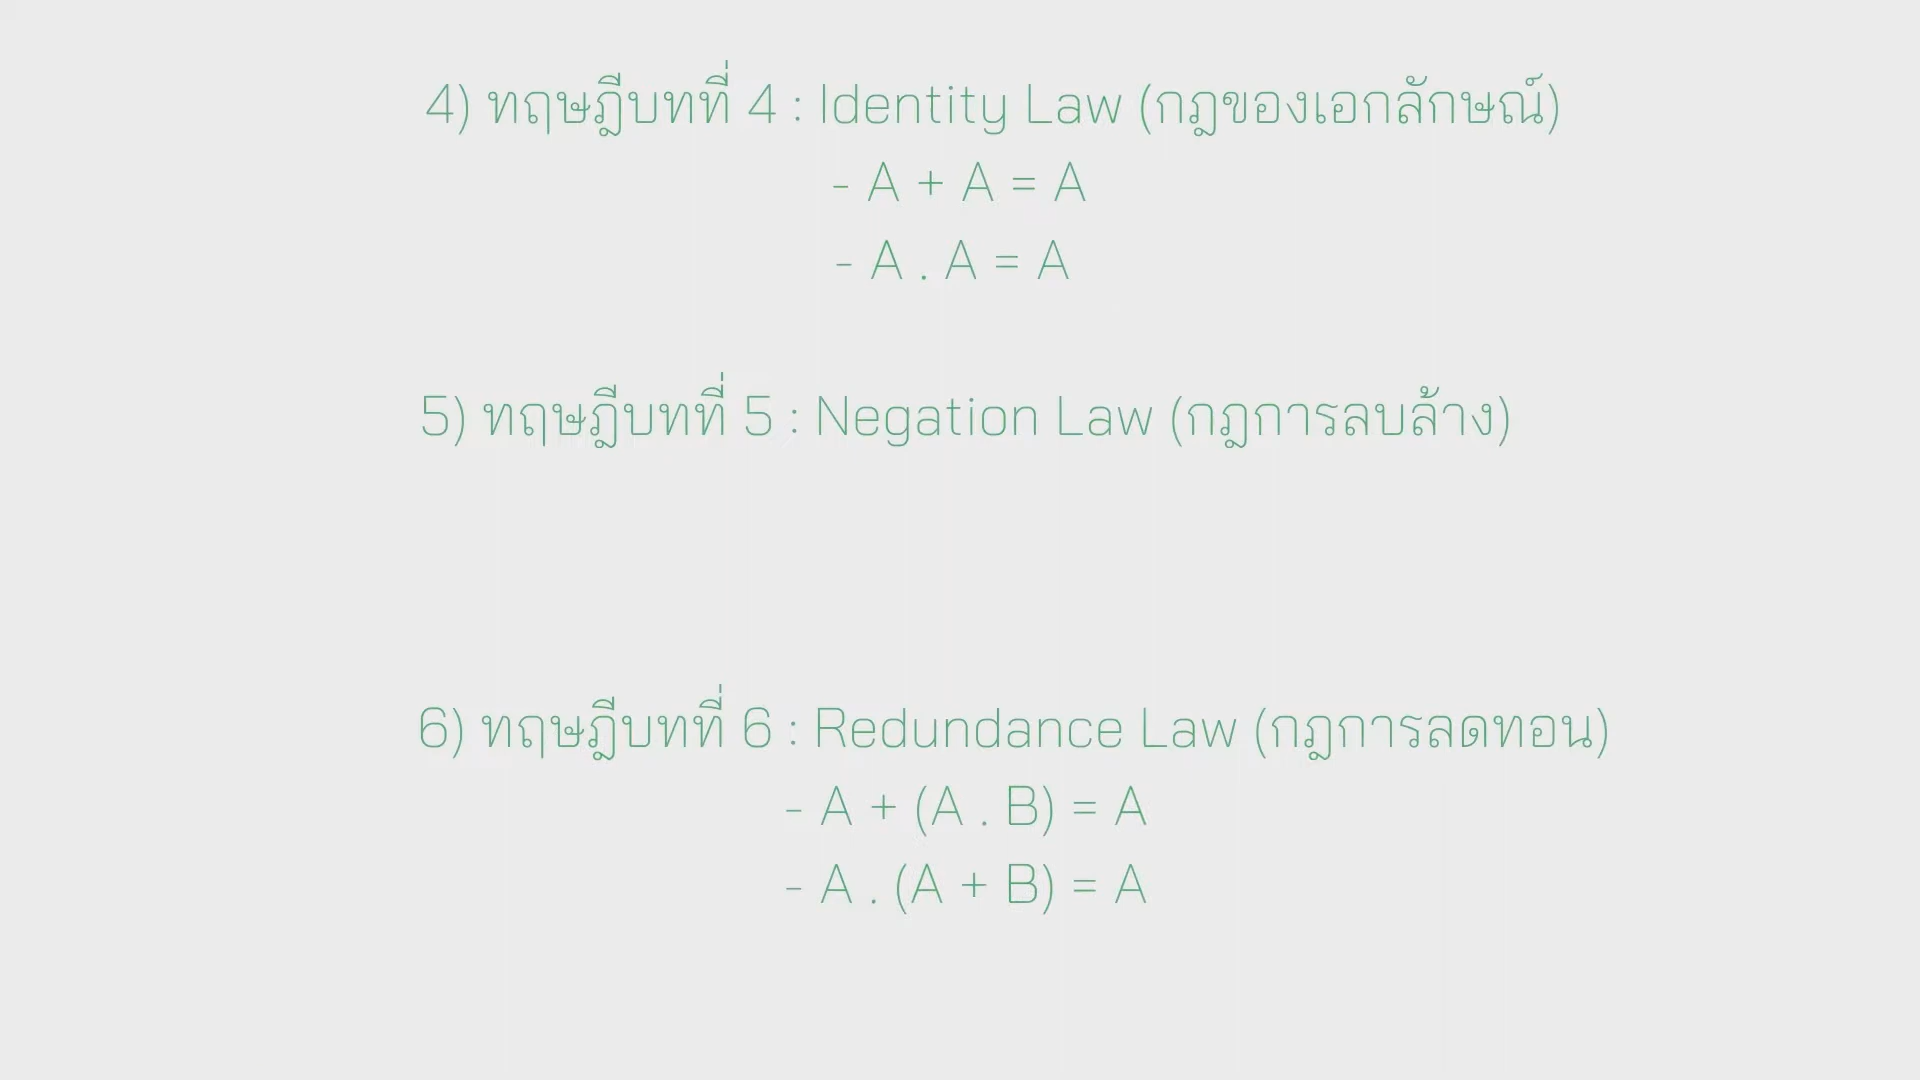 4) ทฤษฎีบทที่ 4 : Identity Law (กฎของเอกลักษณ์)
- A + A = A
- A . A = A
5) ทฤษฎีบทที่ 5 : Negation Law (กฎการลบล้าง)
6) ทฤษฎีบทที่ 6 : Redundance Law (กฎการลดทอน)
- A + (A . B) = A
- A . (A + B) = A